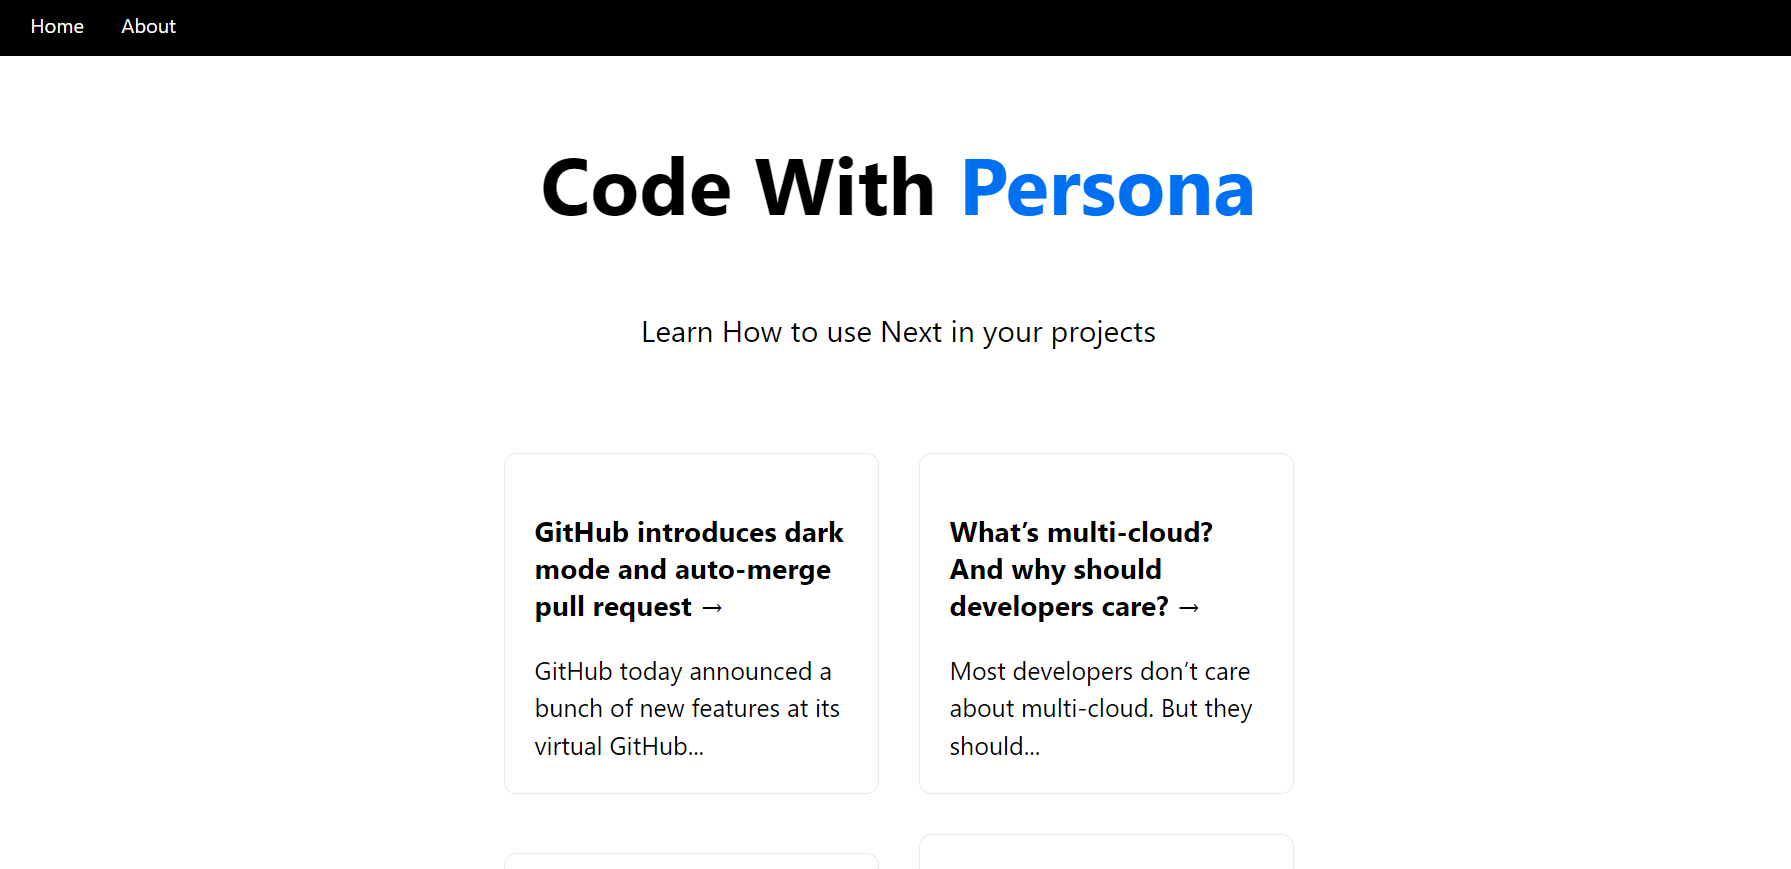 Home About
Code With Persona
Learn How to use Next in your projects
GitHub introduces dark
mode and auto-merge
pull request →
GitHub today announced a
bunch of new features at its
virtual GitHub...
What’s multi-cloud?
And why should
developers care? →
Most developers don’t care
about multi-cloud. But they
should...